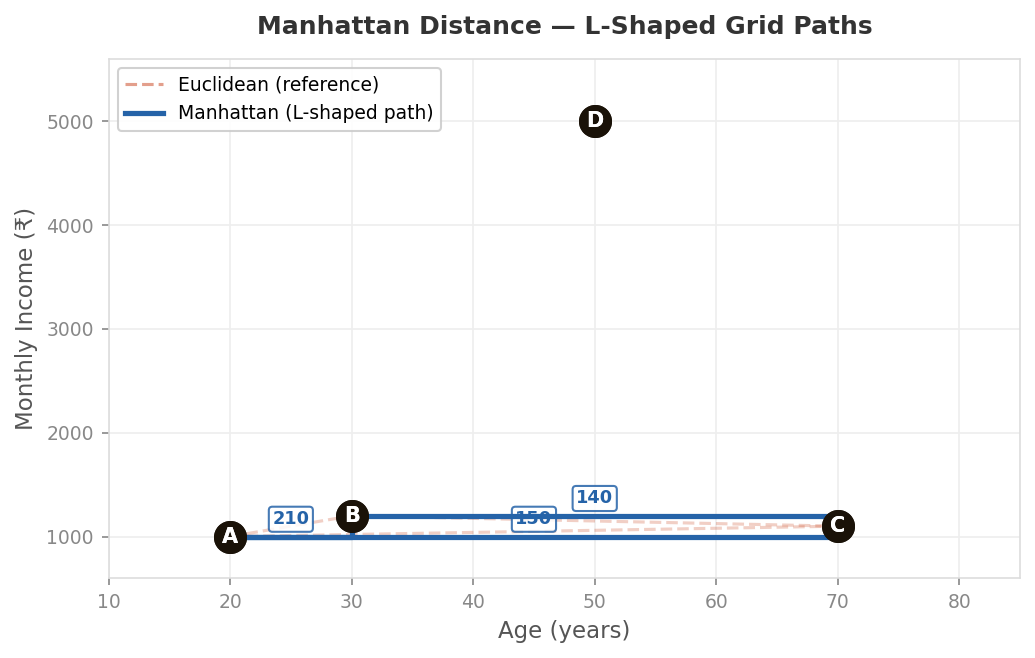 Manhattan Distance — L-Shaped Grid Paths
Euclidean (reference)
Manhattan (L-shaped path)
Monthly Income (₹)
5000
4000
3000
2000
1000
D
140
210
B
150
C
A
10 20 30 40 50 60 70 80
Age (years)